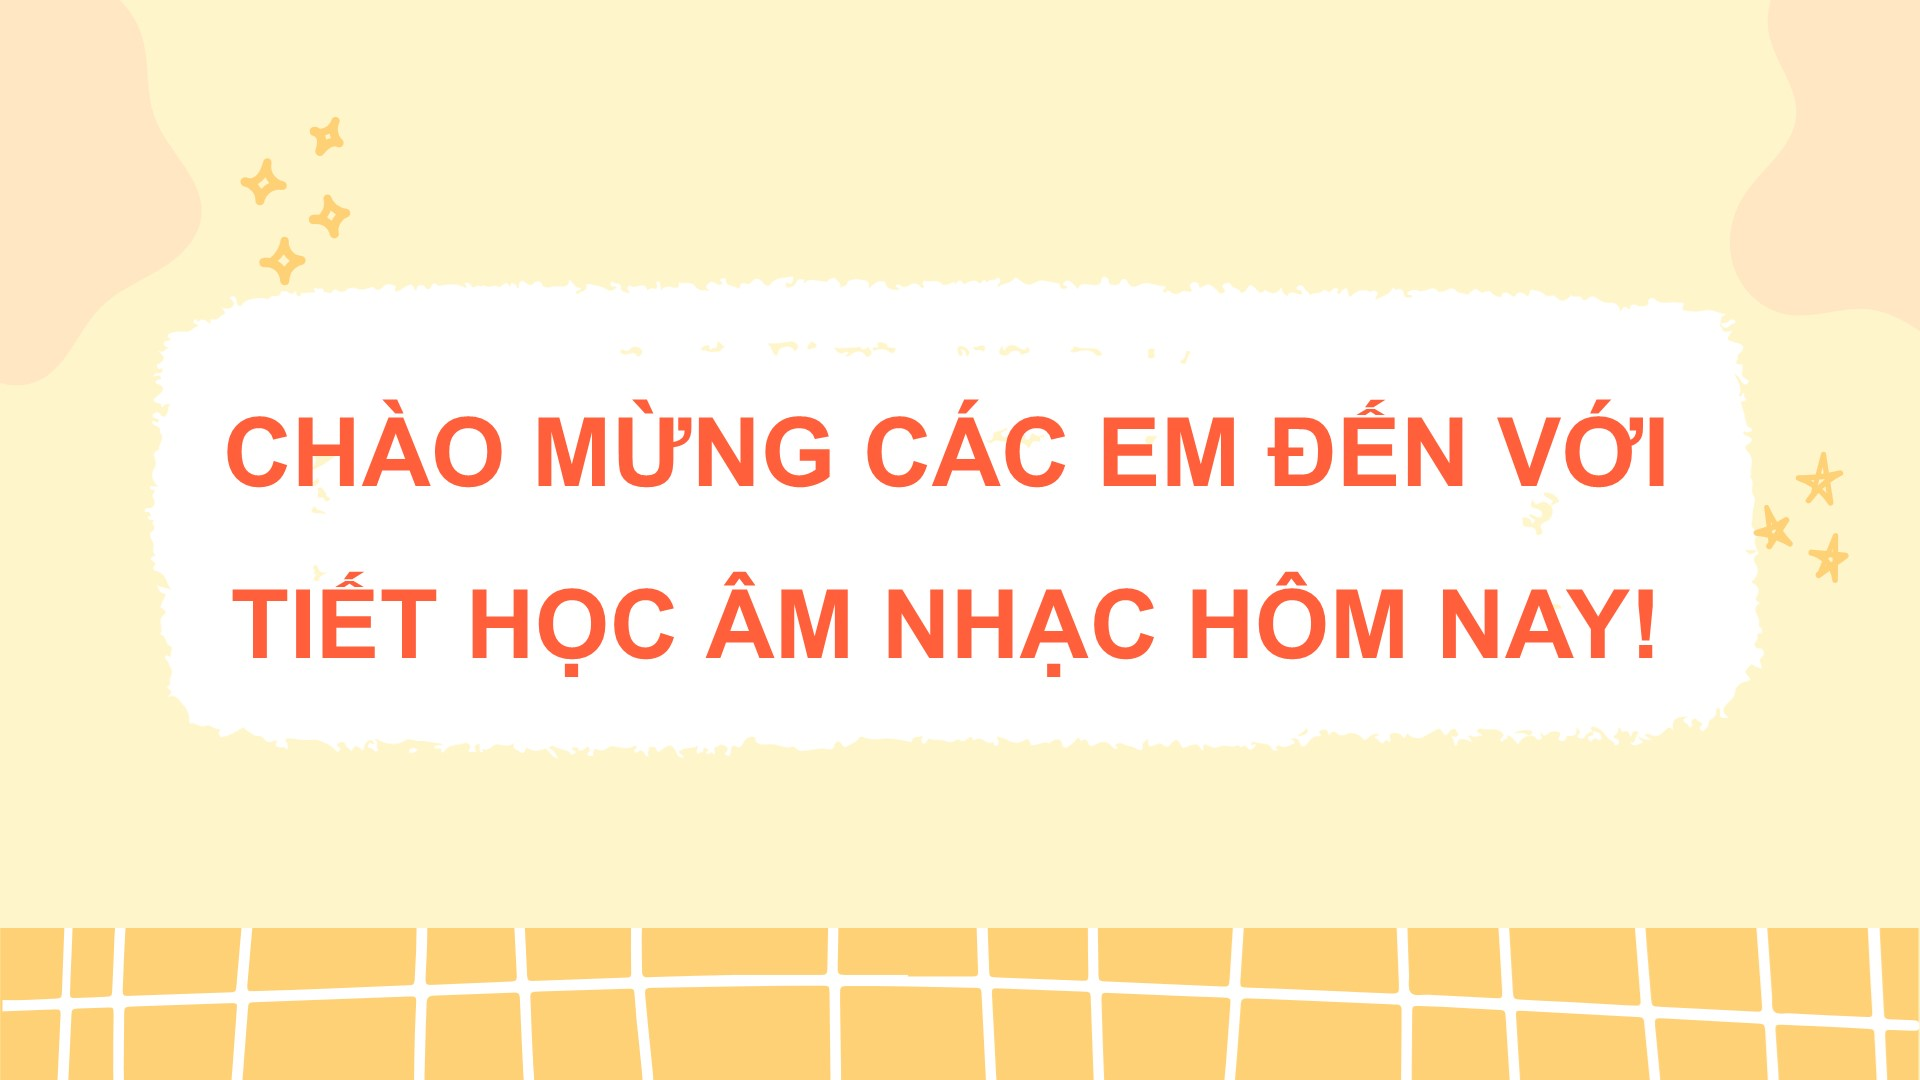 CHÀO MỪNG CÁC EM ĐẾN VỚI
TIẾT HỌC ÂM NHẠC HÔM NAY!